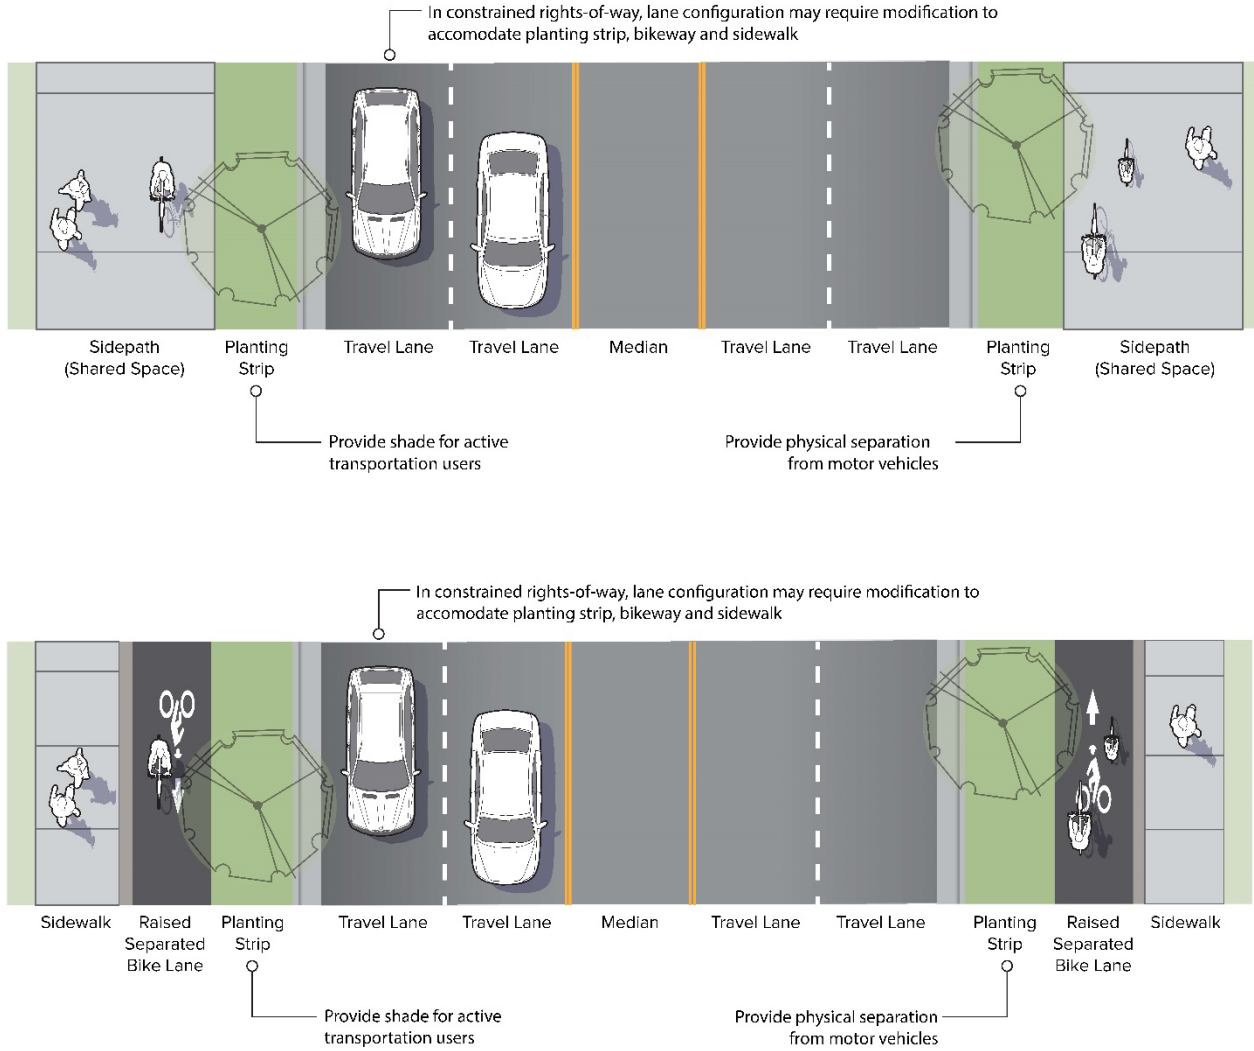 In constrained rights-of-way, lane configuration may require modification to
accomodate planting strip, bikeway and sidewalk
Sidepath
(Shared Space)
Planting
Strip
Travel Lane
Travel Lane
Median
Travel Lane
Travel Lane
Planting
Strip
Sidepath
(Shared Space)
Provide shade for active
transportation users
Provide physical separation
from motor vehicles
In constrained rights-of-way, lane configuration may require modification to
accomodate planting strip, bikeway and sidewalk
Sidewalk
Raised
Separated
Bike Lane
Planting
Strip
Travel Lane
Travel Lane
Median
Travel Lane
Travel Lane
Planting
Strip
Raised
Separated
Bike Lane
Sidewalk
Provide shade for active
transportation users
Provide physical separation
from motor vehicles